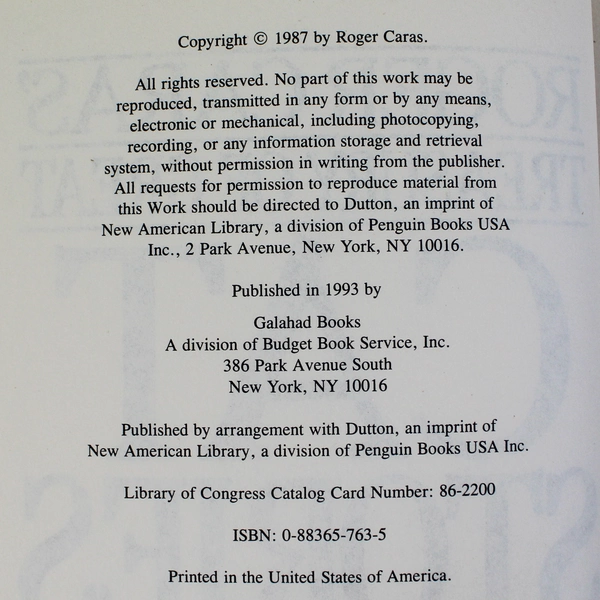 Copyright © 1987 by Roger Caras.
All rights reserved. No part of this work may be
reproduced, transmitted in any form or by any means,
electronic or mechanical, including photocopying,
recording, or any information storage and retrieval
system, without permission in writing from the publisher.
All requests for permission to reproduce material from
this Work should be directed to Dutton, an imprint of
New American Library, a division of Penguin Books USA
Inc., 2 Park Avenue, New York, NY 10016.
Published in 1993 by
Galahad Books
A division of Budget Book Service, Inc.
386 Park Avenue South
New York, NY 10016
Published by arrangement with Dutton, an imprint of
New American Library, a division of Penguin Books USA Inc.
Library of Congress Catalog Card Number: 86-2200
ISBN: 0-88365-763-5
Printed in the United States of America.